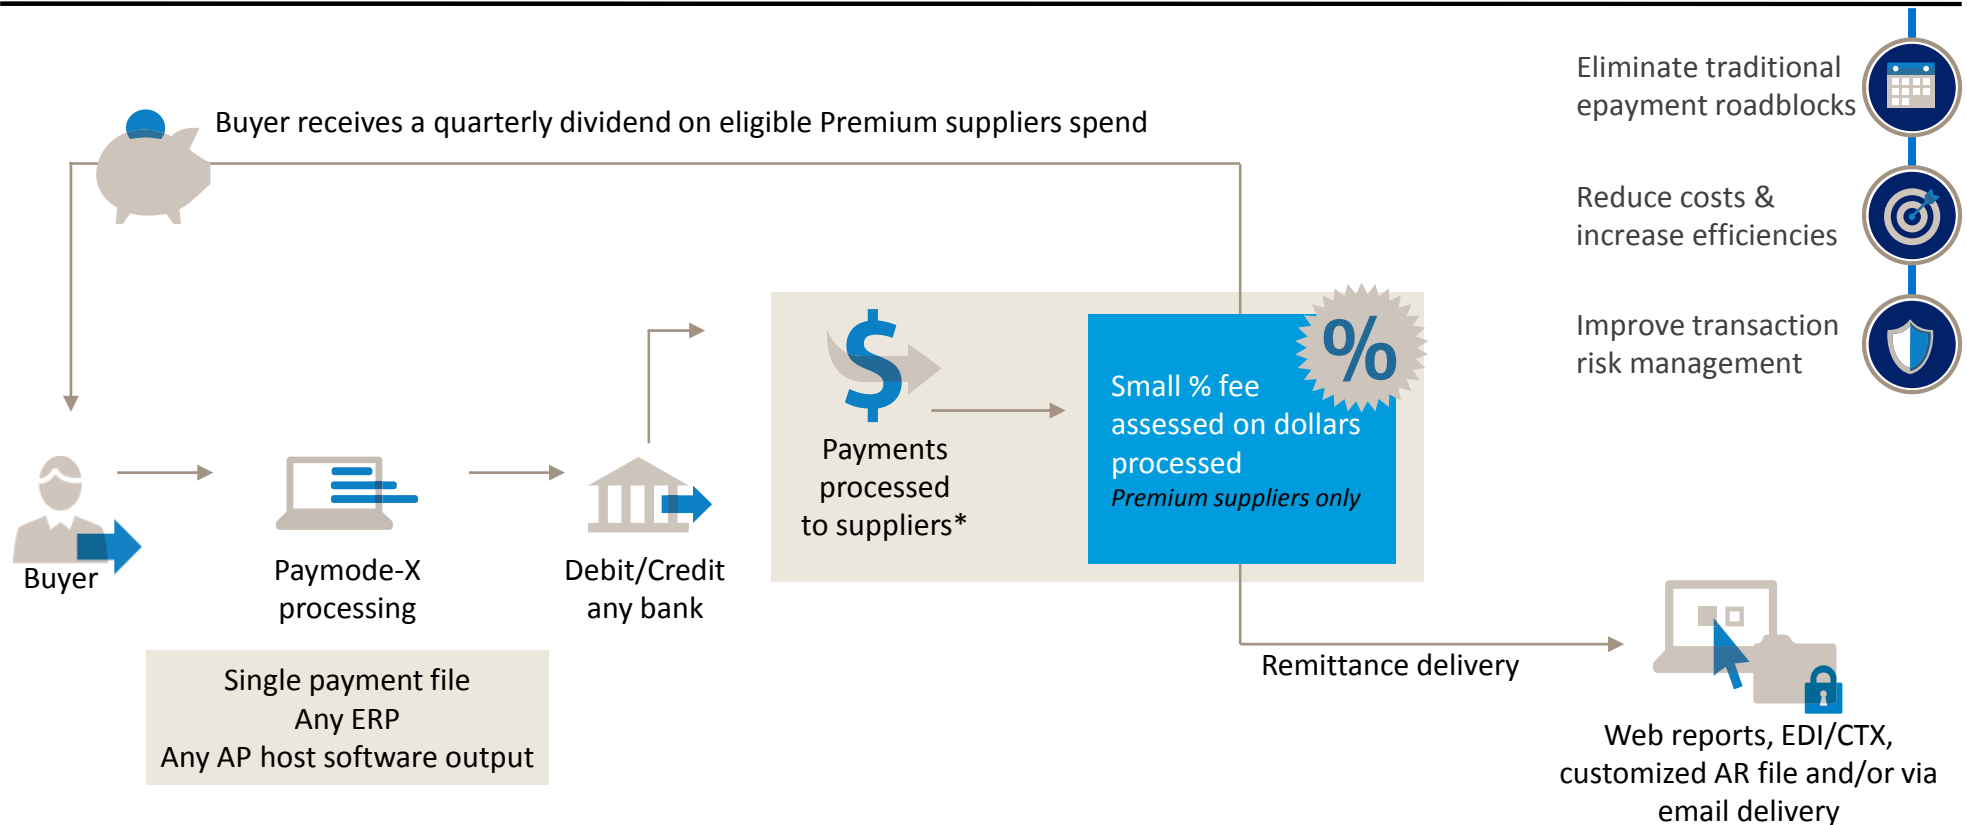 Eliminate traditional
epayment roadblocks
Buyer receives a quarterly dividend on eligible Premium suppliers spend
Reduce costs &
increase efficiencies
Improve transaction
risk management
$
%
Small % fee
assessed on dollars
processed
Premium suppliers only
Payments
processed
to suppliers*
Buyer
Paymode-X
processing
Debit/Credit
any bank
Single payment file
Any ERP
Any AP host software output
Remittance delivery
Web reports, EDI/CTX,
customized AR file and/or via
email delivery